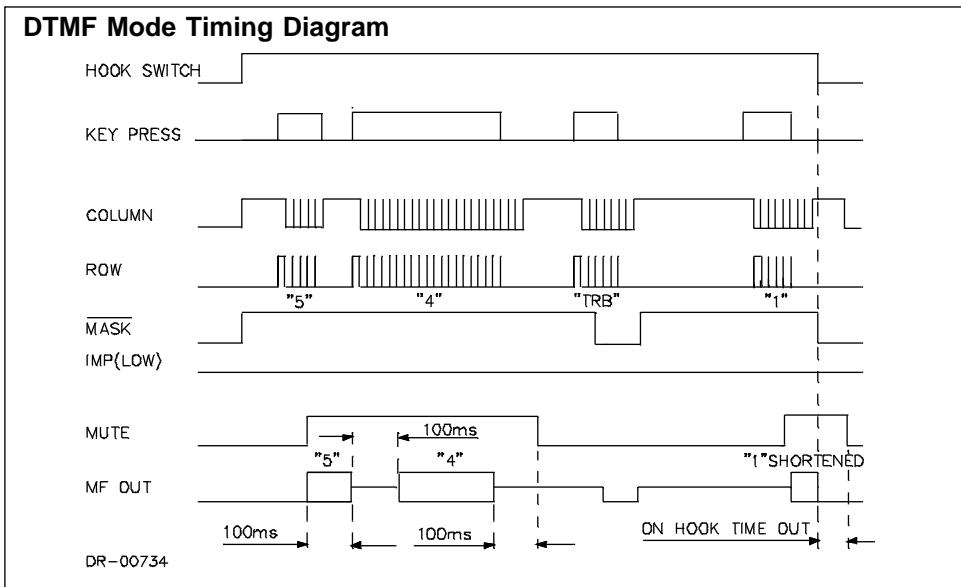 DTMF Mode Timing Diagram
HOOK SWITCH
KEY PRESS
COLUMN
ROW
"5" "4" "TRB" "1"
MASK
IMP(LOW)
MUTE
100ms
"5" "4" "1"SHORTENED
MF OUT
100ms 100ms ON HOOK TIME OUT
DR-00734